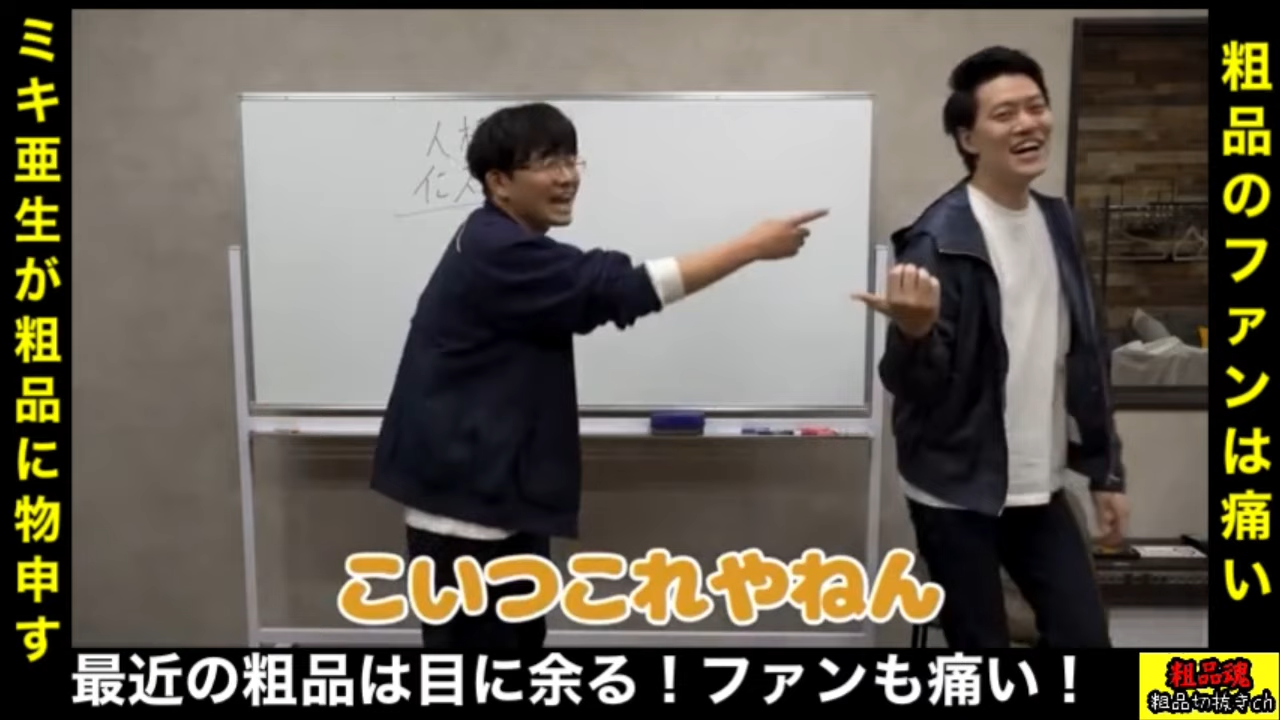 ミキ亜生が粗品に物申す
粗品のファンは痛い
人
仁
こいつこれやねん
最近の粗品は目に余る！ファンも痛い！
粗品魂
粗品切抜きch